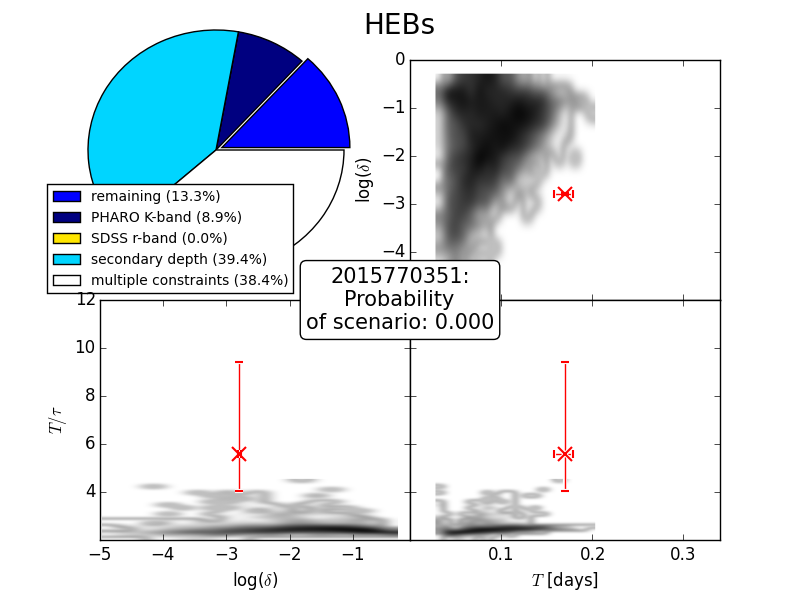 HEBs
remaining (13.3%)
PHARO K-band (8.9%)
SDSS r-band (0.0%)
secondary depth (39.4%)
multiple constraints (38.4%)
0
−1
−2
−3
−4
log(δ)
2015770351:
Probability
of scenario: 0.000
12
10
8
6
4
T/τ
−5 −4 −3 −2 −1
log(δ)
0.1 0.2 0.3
T [days]